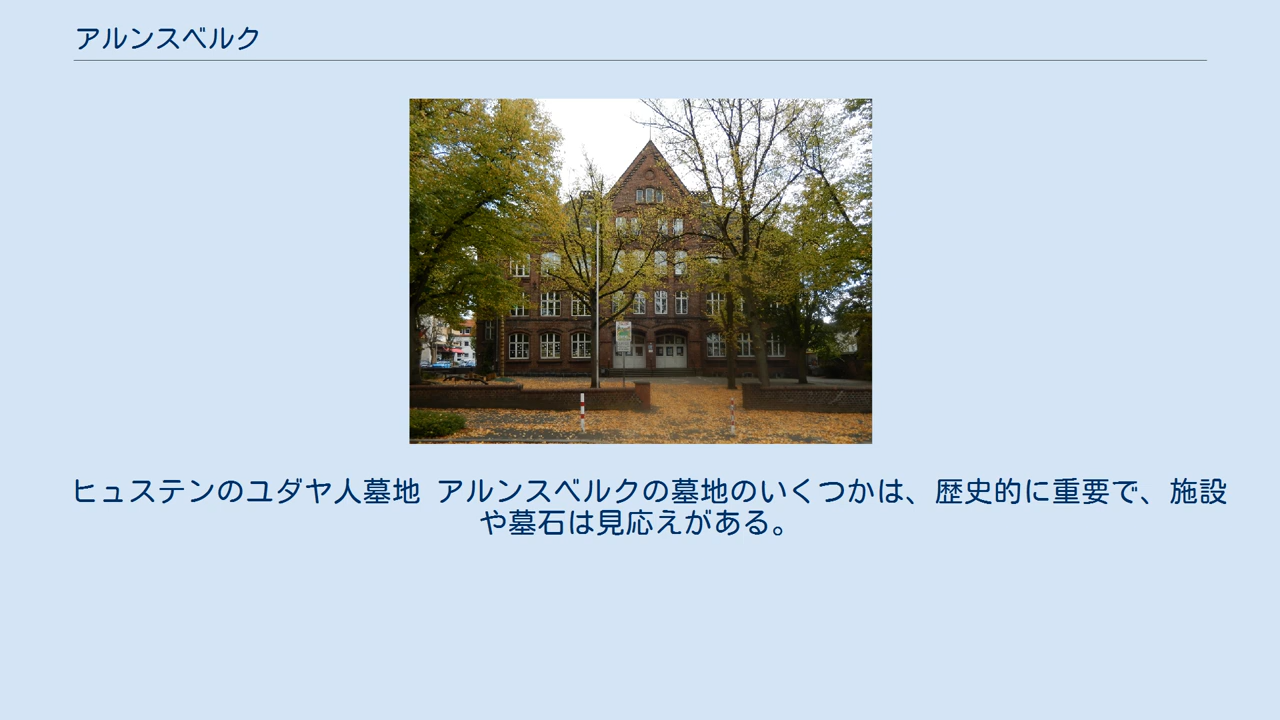 アルンスベルク
ヒュステンのユダヤ人墓地 アルンスベルクの墓地のいくつかは、歴史的に重要で、施設
や墓石は見応えがある。